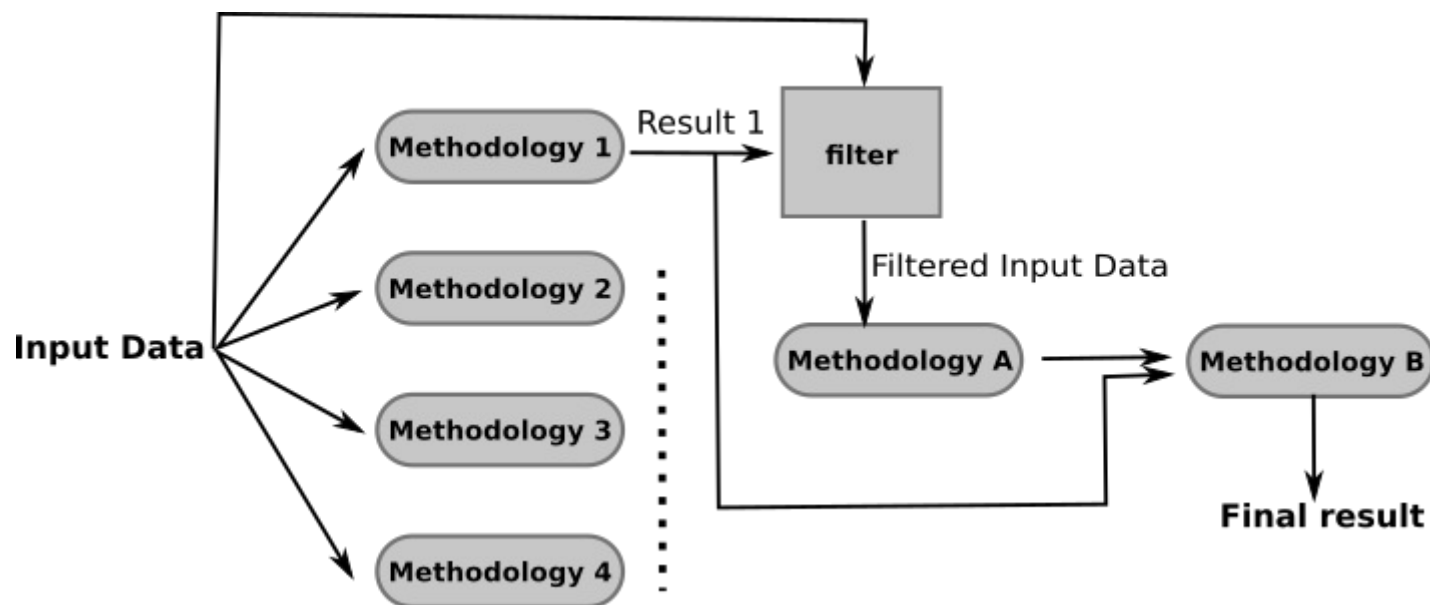 Result 1
Methodology 1
filter
Methodology 2
Filtered Input Data
Input Data
Methodology A
Methodology B
Methodology 3
Final result
Methodology 4